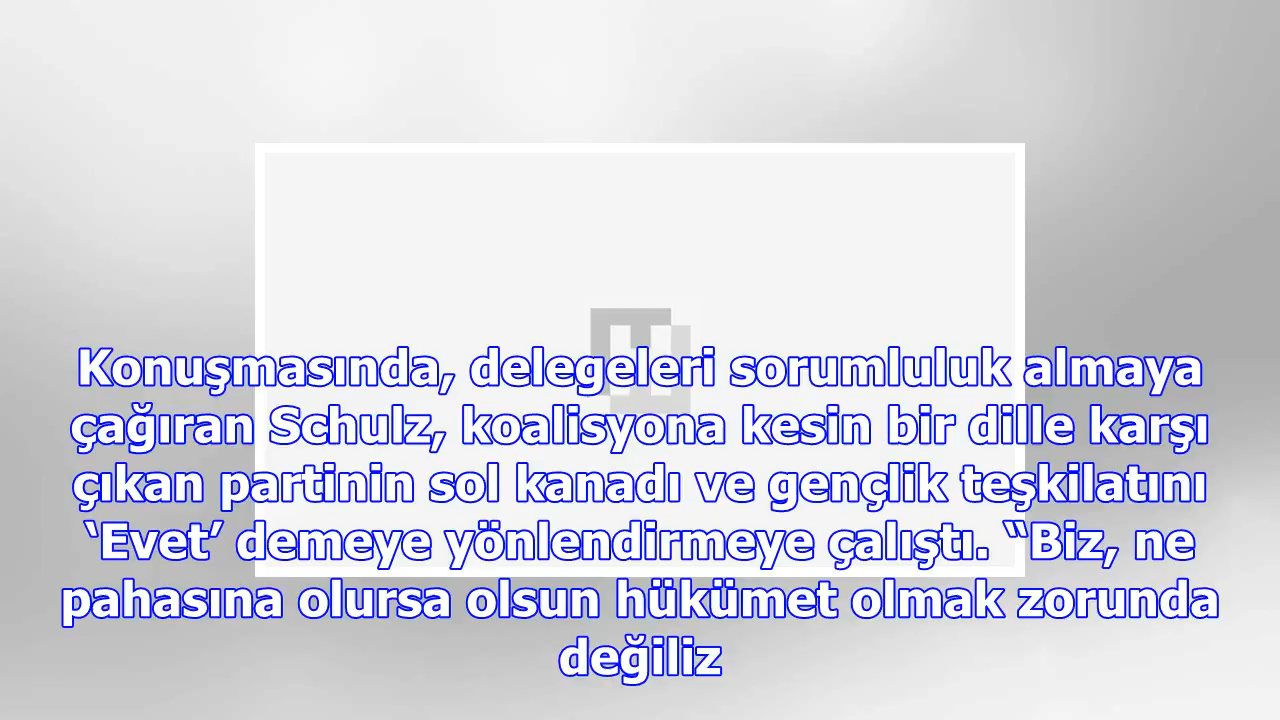 Konuşmasında, delegeleri sorumluluk almaya
çağıran Schulz, koalisyona kesin bir dille karşı
çıkan partinin sol kanadı ve gençlik teşkilatını
‘Evet’ demeye yönlendirmeye çalıştı. “Biz, ne
pahasına olursa olsun hükümet olmak zorunda
değiliz